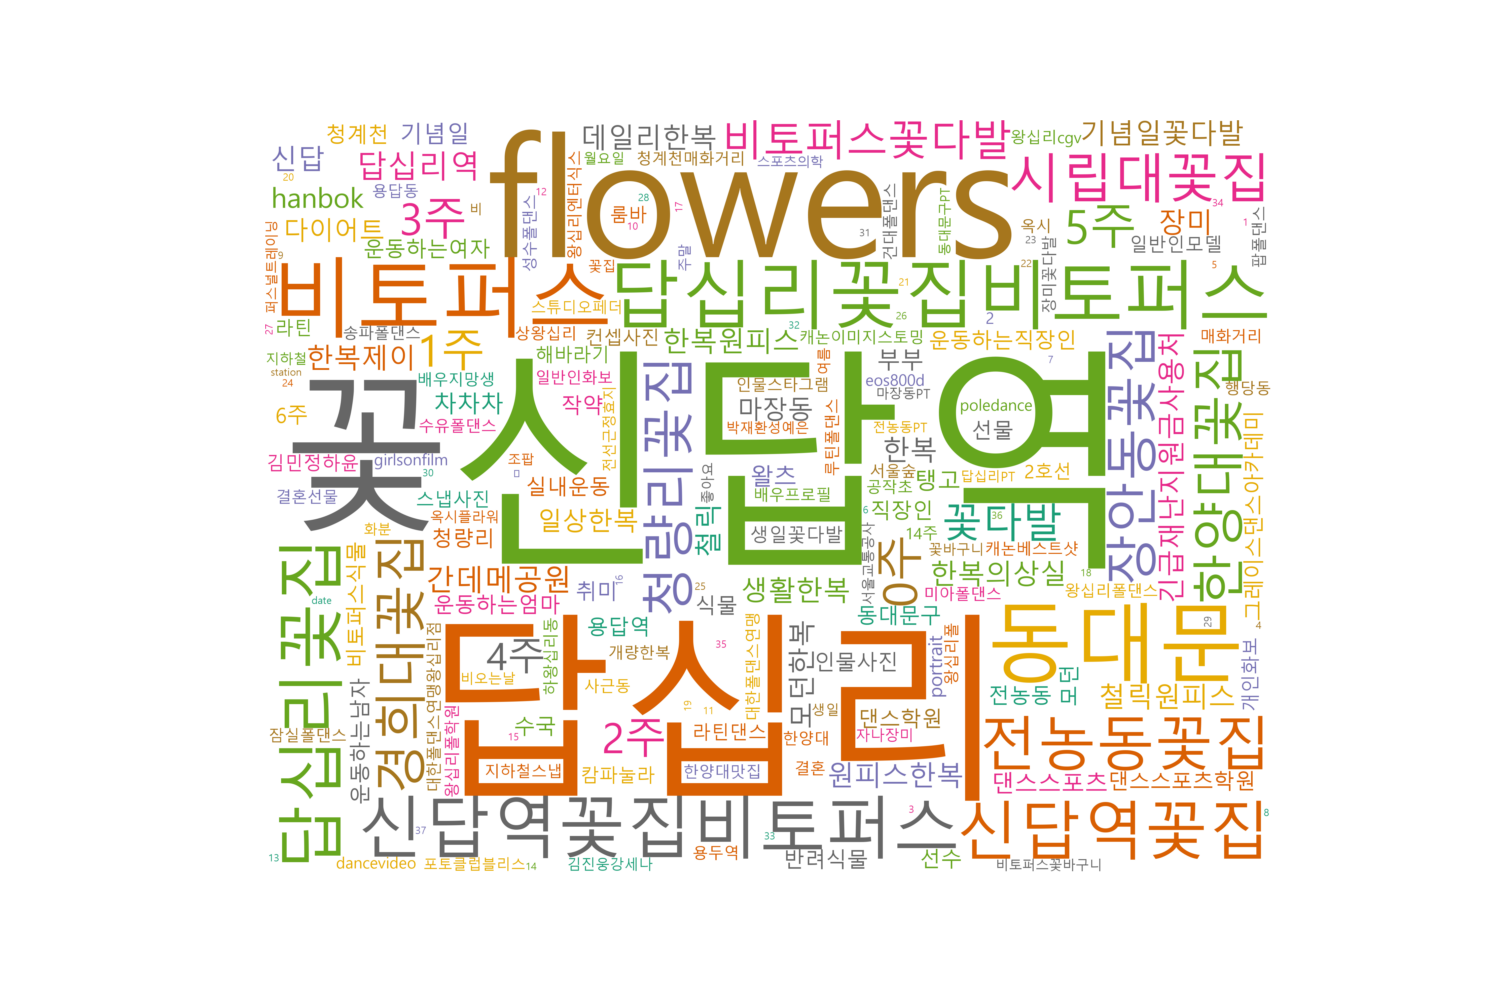 청계천
기념일
flowers
데일리한복
비토퍼스꽃다발
왕십리cgv
기념일꽃다발
신답
답십리역
월요일
청계천매화거리
스포츠의학
시립대꽃집
20
hanbok
용답동
3주
비
12
성수폴댄스
왕십리엔터식스
28
룸바
10
17
31
건대폴댄스
동대문구PT
옥시
23
5주
장미
34
1
일반인모델
팝폴댄스
다이어트
운동하는여자
퍼스널트레이닝
9
꽃집
주말
22
장미꽃다발
5
비토퍼스
답십리꽃집비토퍼스
스튜디오페더
21
26
27
라틴
송파폴댄스
상왕십리
컨셉사진
한복원피스
32
캐논이미지스토밍
2
운동하는직장인
매화거리
지하철
한복제이
1주
해바라기
여름
부부
7
station
24
배우지망생
일반인화보
인물스타그램
eos800d
마장동PT
행당동
6주
꽃
차차차
작약
신답역
마장동
poledance
선물
장안동꽃집
긴급재난지원금사용처
한양대꽃집
수유폴댄스
박재환성예은
루틴폴댄스
전농동PT
김민정하윤
girlsonfilm
30
조팝
ㅁ
전선근정효지
청량리꽃집
한복
서울숲
답십리PT
2호선
결혼선물
스냅사진
실내운동
좋아요
왈츠
배우프로필
공작초
탱고
그레이스댄스아카데미
옥시플라워
화분
청량리
일상한복
철릭
생일꽃다발
6
직장인
36
꽃다발
14주
서울교통공사
꽃바구니
캐논베스트샷
답십리꽃집
비토퍼스식물
경희대꽃집
간데메공원
취미
16
25
생활한복
0주
한복의상실
18
date
운동하는엄마
식물
미아폴댄스
왕십리폴댄스
용답역
동대문구
동대문
29
4
4주
답십리
하왕십리동
개량한복
35
대한폴댄스연맹
모던한복
인물사진
portrait
왕십리폴
개인화보
비오는날
사근동
전농동
모던
철릭원피스
운동하는남자
대한폴댄스연맹왕십리점
왕십리폴학원
19
11
생일
댄스학원
잠실폴댄스
15
수국
2주
라틴댄스
한양대
자나장미
전농동꽃집
지하철스냅
캄파눌라
한양대맛집
결혼
원피스한복
댄스스포츠
댄스스포츠학원
37
신답역꽃집비토퍼스
3
신답역꽃집
8
33
13
dancevideo
포토클럽블리스
14
김진웅강세나
용두역
반려식물
선수
비토퍼스꽃바구니